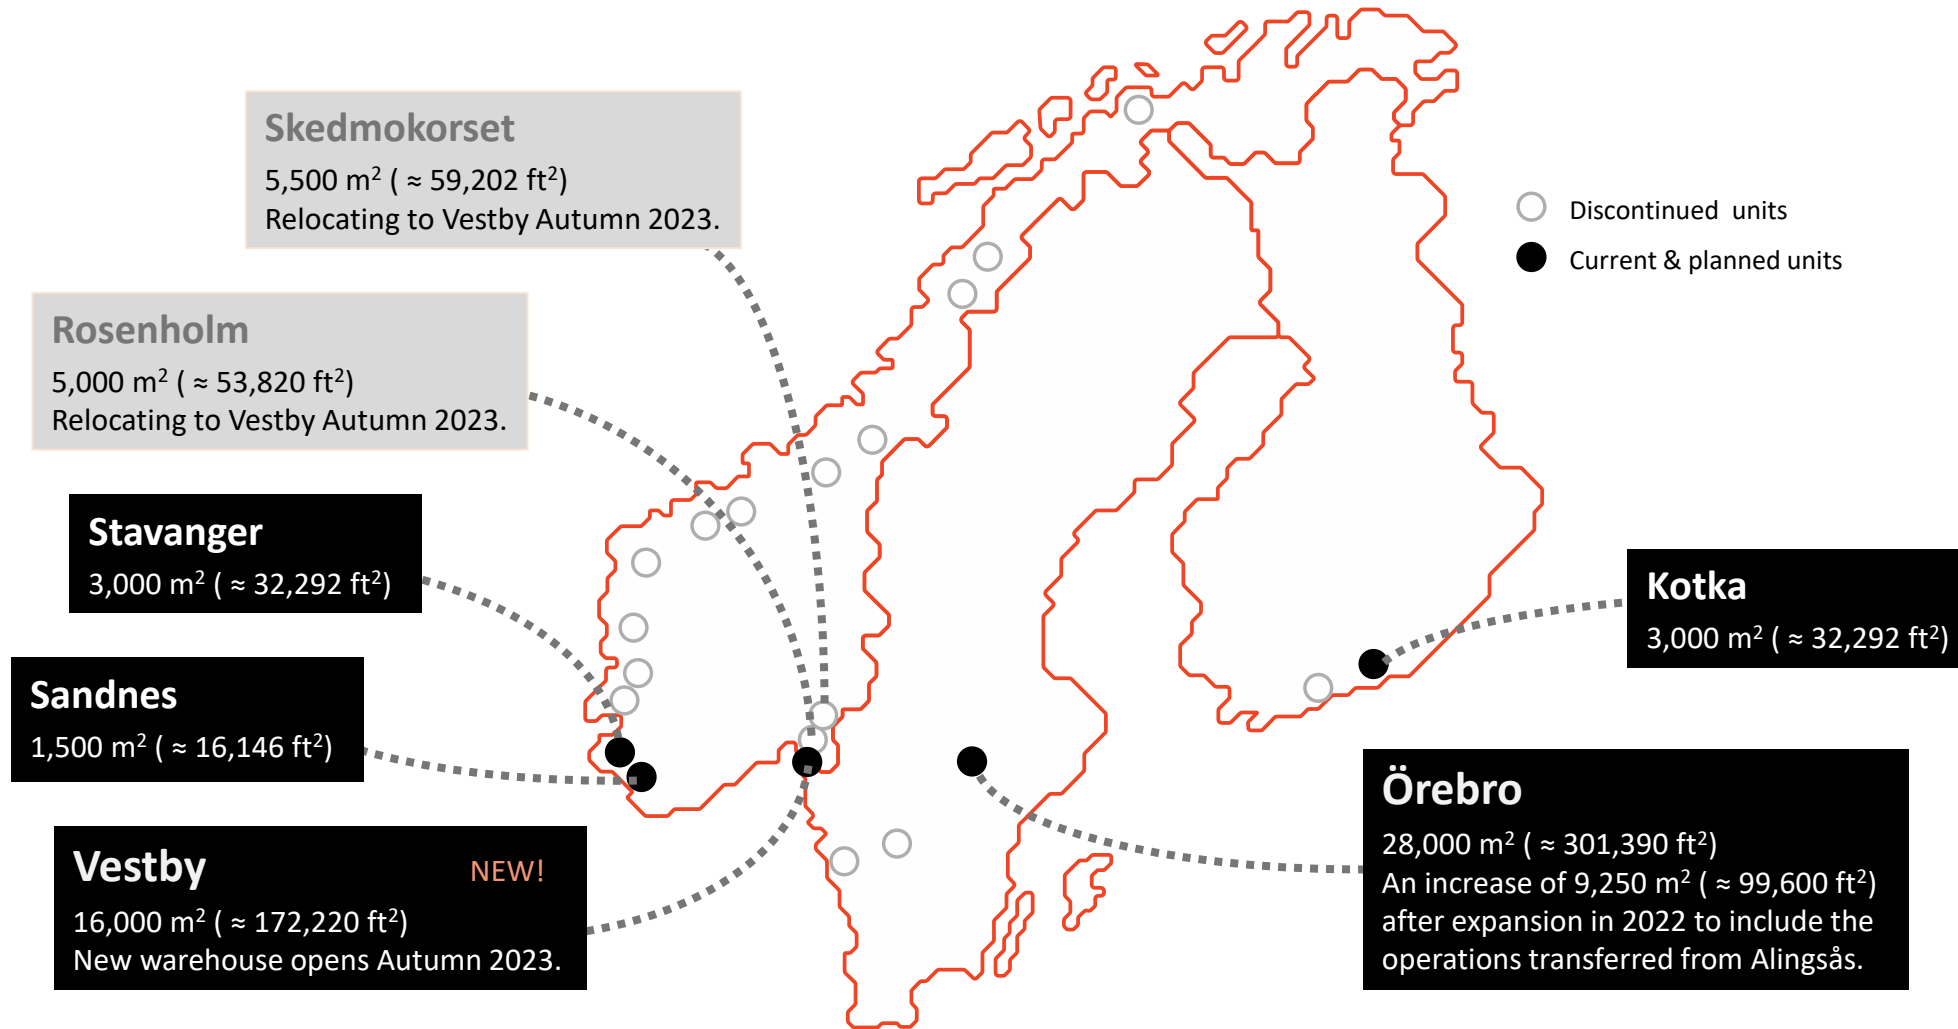 Skedmokorset
5,500 m² ( ≈ 59,202 ft²)
Relocating to Vestby Autumn 2023.
Rosenholm
5,000 m² ( ≈ 53,820 ft²)
Relocating to Vestby Autumn 2023.
Stavanger
3,000 m² ( ≈ 32,292 ft²)
Sandnes
1,500 m² ( ≈ 16,146 ft²)
Vestby NEW!
16,000 m² ( ≈ 172,220 ft²)
New warehouse opens Autumn 2023.
Discontinued units
Current & planned units
Kotka
3,000 m² ( ≈ 32,292 ft²)
Örebro
28,000 m² ( ≈ 301,390 ft²)
An increase of 9,250 m² ( ≈ 99,600 ft²)
after expansion in 2022 to include the
operations transferred from Alingsås.